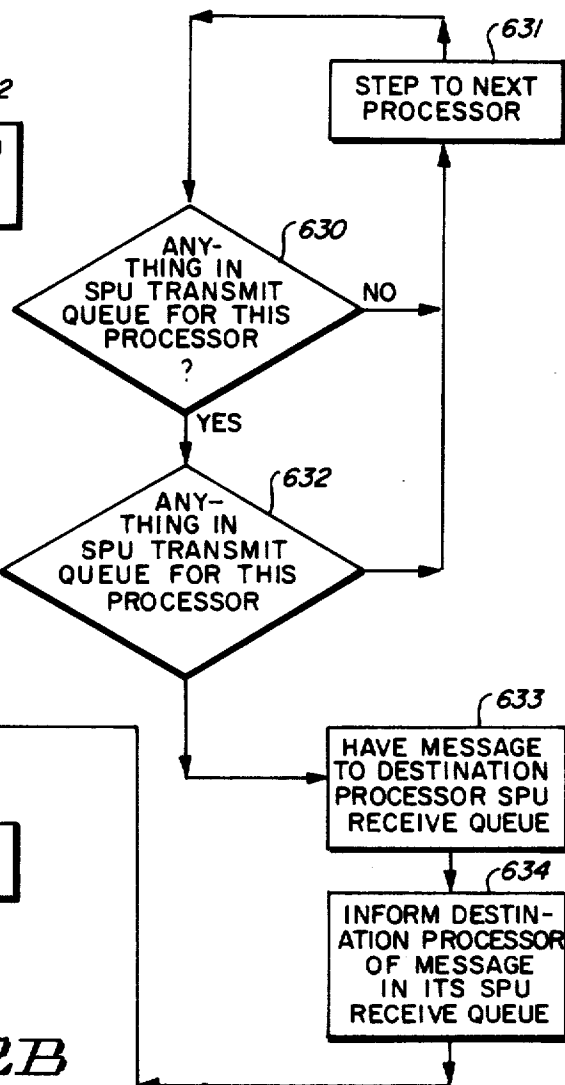 631
STEP TO NEXT
PROCESSOR
2
630
ANY-
THING IN
SPU TRANSMIT
QUEUE FOR THIS
PROCESSOR
?
NO
YES
632
ANY-
THING IN
SPU TRANSMIT
QUEUE FOR THIS
PROCESSOR
633
HAVE MESSAGE
TO DESTINATION
PROCESSOR SPU
RECEIVE QUEUE
634
INFORM DESTIN-
ATION PROCESSOR
OF MESSAGE
IN ITS SPU
RECEIVE QUEUE
2B